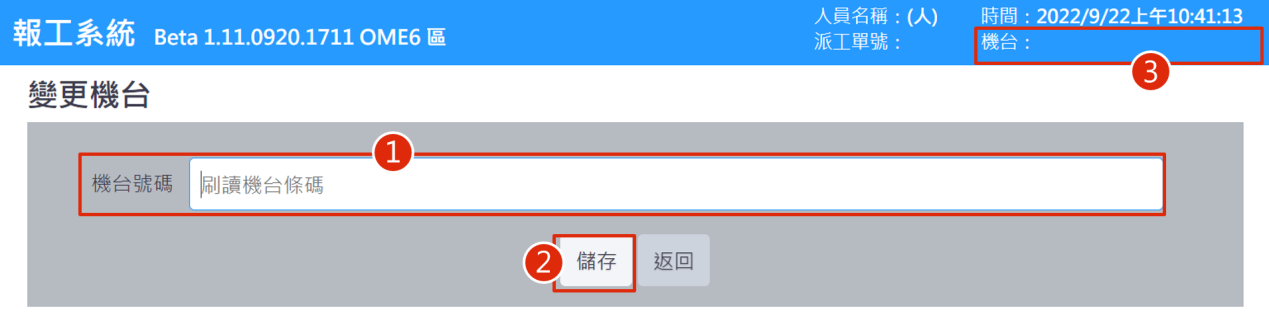 報工系統 Beta 1.11.0920.1711 OME6 區
人員名稱：(人) 時間：2022/9/22上午10:41:13
派工單號： 機台：
3
變更機台
1
機台號碼 刷讀機台條碼
2 儲存 返回